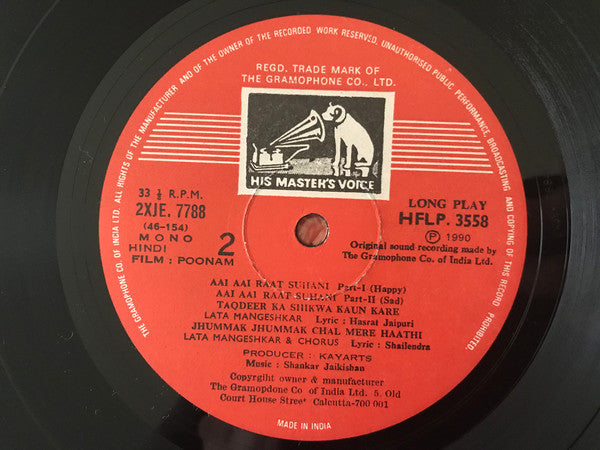 THE GRAMOPHONE CO. OF INDIA LTD. ALL RIGHTS OF THE MANUFACTURER AND OF THE OWNER OF THE RECORDED WORK RESERVED. UNAUTHORISED PUBLIC PERFORMANCE, BROADCASTING AND COPYING OF THIS RECORD PROHIBITED.
REGD. TRADE MARK OF
THE GRAMOPHONE CO., LTD.
HIS MASTER'S VOICE
33 1/3 R.P.M.
2XJE. 7788
(46-154)
MONO
HINDI
2
FILM : POONAM
LONG PLAY
HFLP. 3558
Ⓟ 1990
Original sound recording made by
The Gramophone Co. of India Ltd.
AAI AAI RAAT SUHANI Part-I (Happy)
AAI AAI RAAT SUHANI Part-II (Sad)
TAQDEER KA SHIKWA KAUN KARE
LATA MANGESHKAR Lyric : Hasrat Jaipuri
JHUMMAK JHUMMAK CHAL MERE HAATHI
LATA MANGESHKAR & CHORUS Lyric : Shailendra
PRODUCER : KAYARTS
Music : Shankar Jaikishan
Copyrgiht owner & manufacturer
The Gramopdone Co of India Ltd. 5. Old
Court House Street Calcutta-700 001
MADE IN INDIA